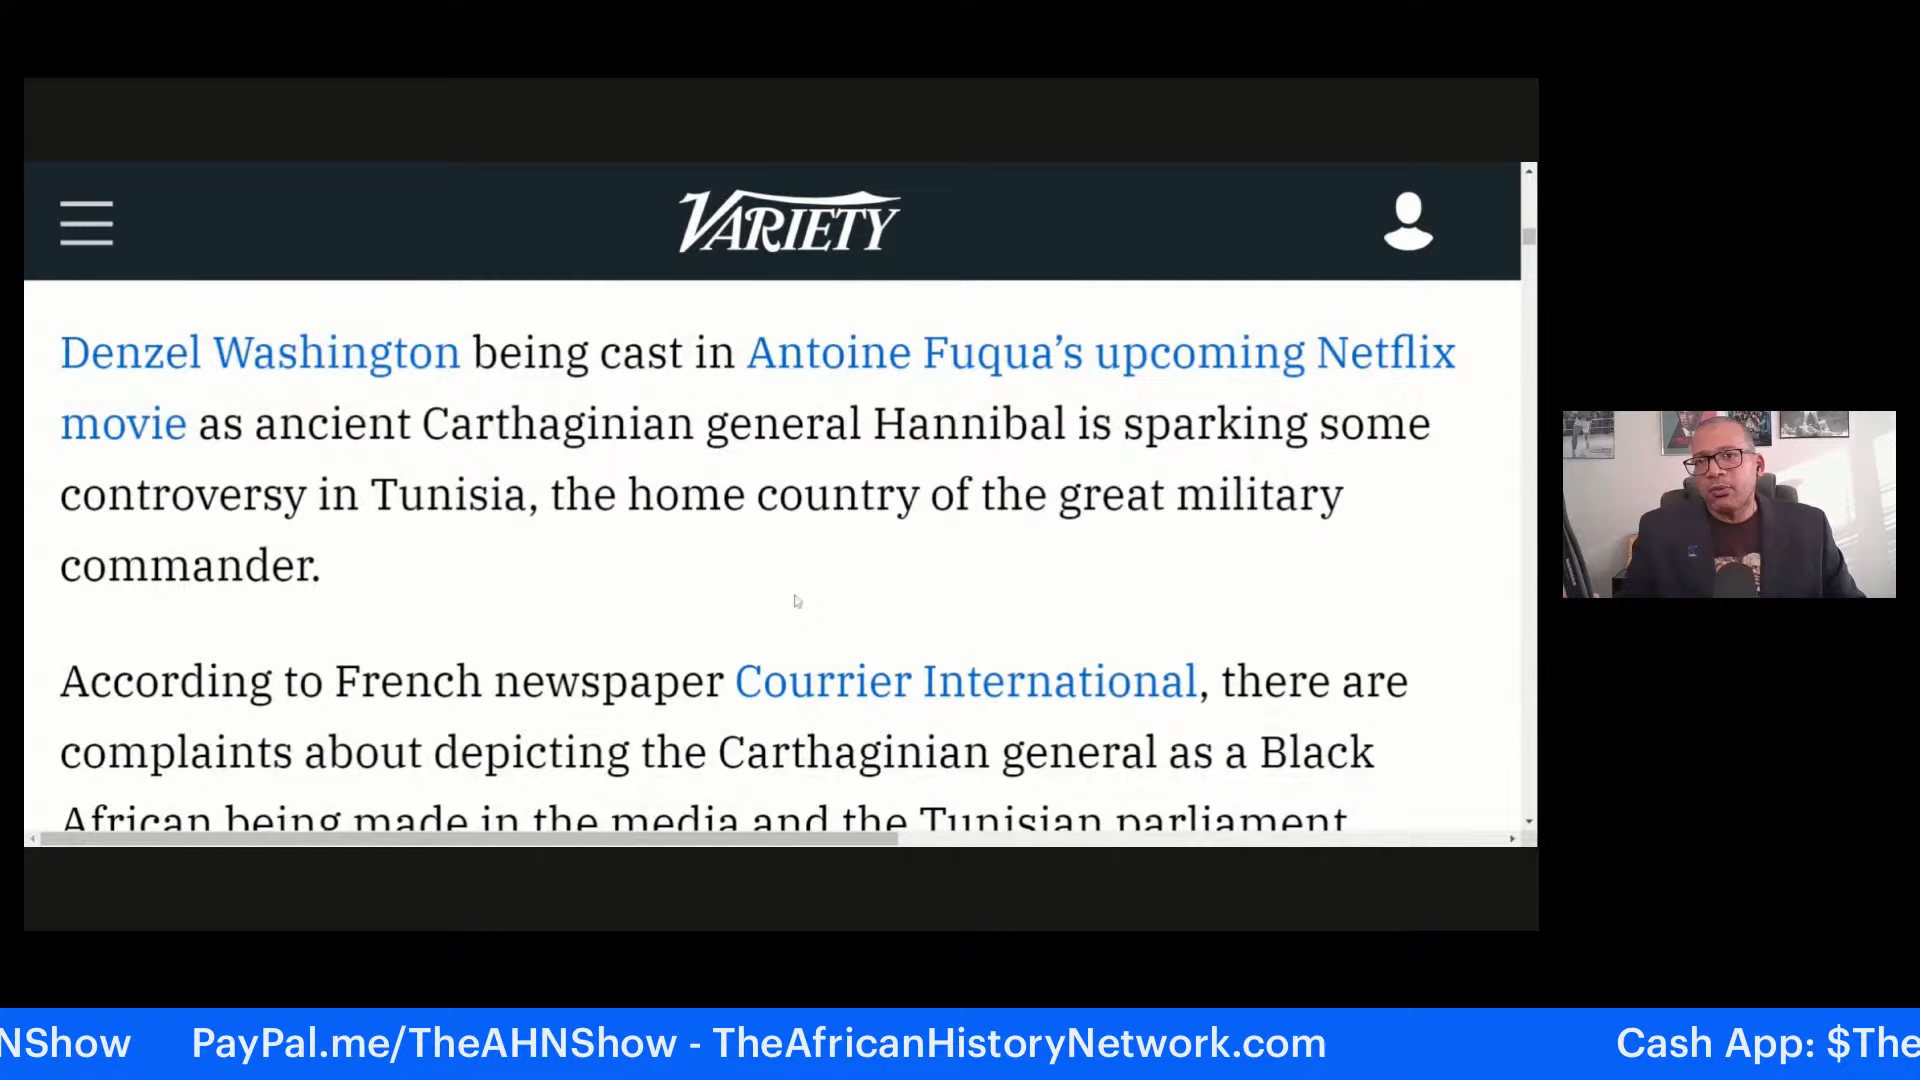 VARIETY
Denzel Washington being cast in Antoine Fuqua’s upcoming Netflix
movie as ancient Carthaginian general Hannibal is sparking some
controversy in Tunisia, the home country of the great military
commander.
According to French newspaper Courrier International, there are
complaints about depicting the Carthaginian general as a Black
African being made in the media and the Tunisian parliament
NShow PayPal.me/TheAHNShow - TheAfricanHistoryNetwork.com Cash App: $The